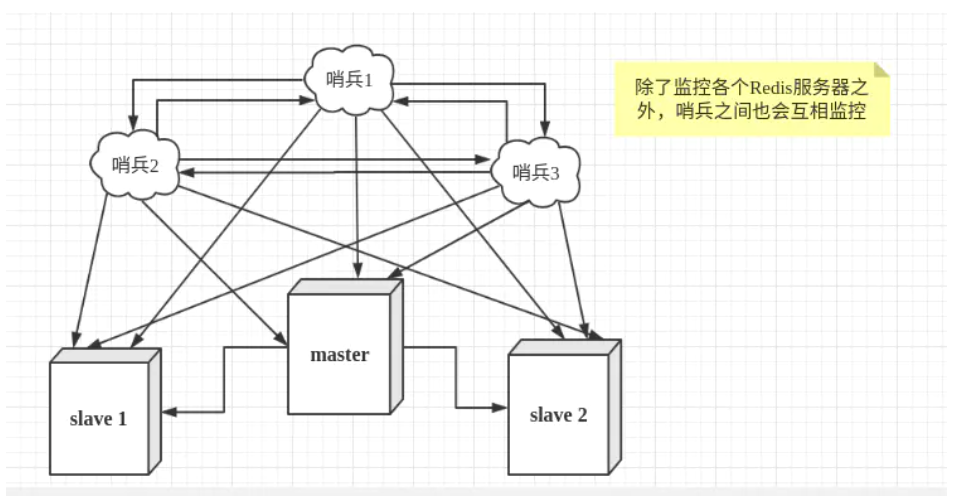 哨兵1
除了监控各个Redis服务器之
外，哨兵之间也会互相监控
哨兵2
哨兵3
master
slave 1
slave 2